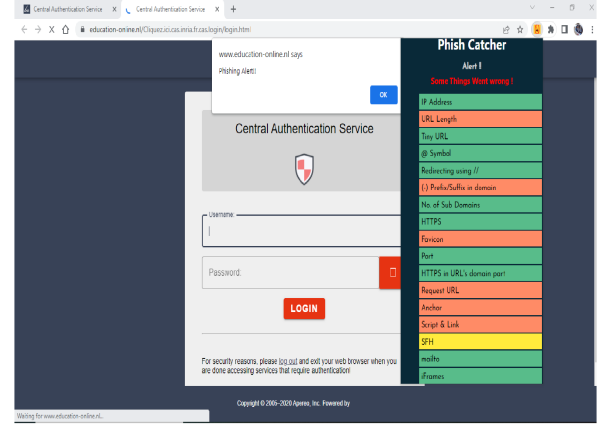 Central Authentication Service X Central Authentication Service X +
education-online.nl/Cliquez.ici.cas.inria.fr.cas.login/login.html
www.education-online.nl says
Phishing Alert!!
OK
Central Authentication Service
Username:
Password:
LOGIN
For security reasons, please log out and exit your web browser when you
are done accessing services that require authentication!
Copyright © 2005–2020 Apereo, Inc. Powered by
Waiting for www.education-online.nl...
Phish Catcher
Alert !!
Some Things Went wrong !
IP Address
URL Length
Tiny URL
@ Symbol
Redirecting using //
(-) Prefix/Suffix in domain
No. of Sub Domains
HTTPS
Favicon
Port
HTTPS in URL's domain part
Request URL
Anchor
Script & Link
SFH
mailto
iFrames